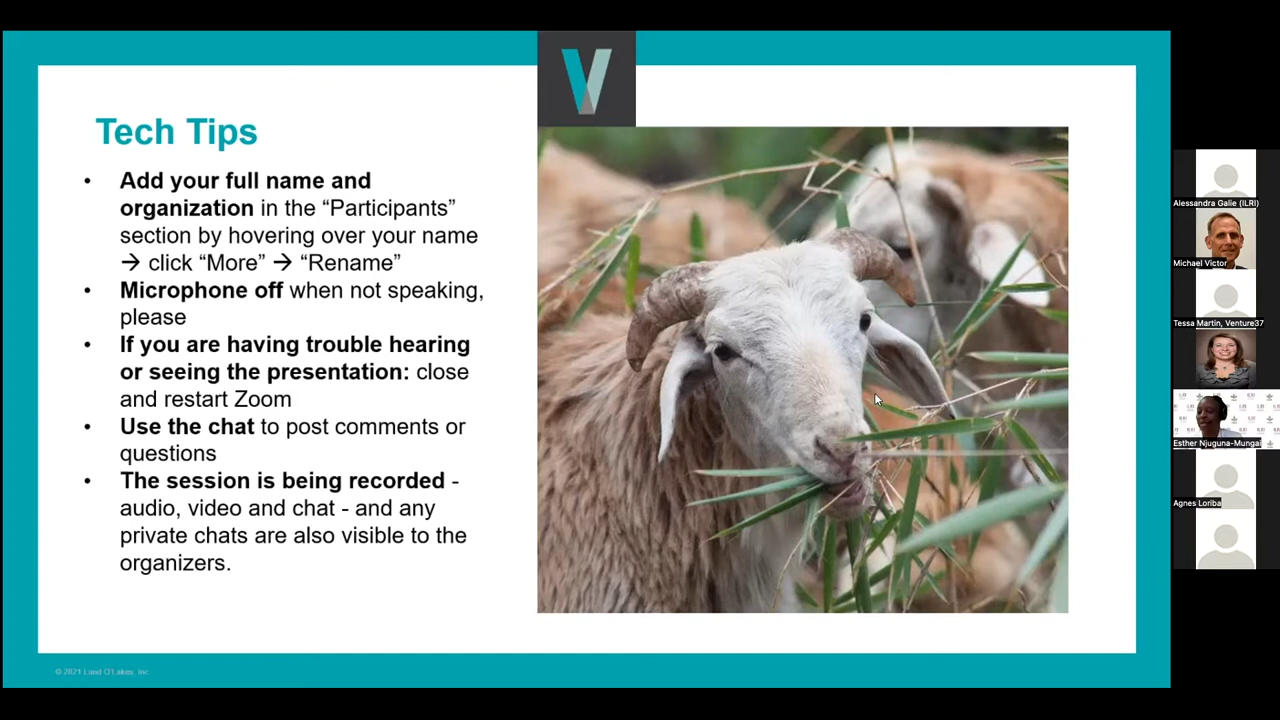 Tech Tips
• Add your full name and
organization in the “Participants”
section by hovering over your name
→ click “More” → “Rename”
• Microphone off when not speaking,
please
• If you are having trouble hearing
or seeing the presentation: close
and restart Zoom
• Use the chat to post comments or
questions
• The session is being recorded -
audio, video and chat - and any
private chats are also visible to the
organizers.
© 2021 Land O'Lakes, Inc.
Alessandra Galie (ILRI)
Michael Victor
Tessa Martin, Venture37
Esther Njuguna-Mungai
Agnes Loriba